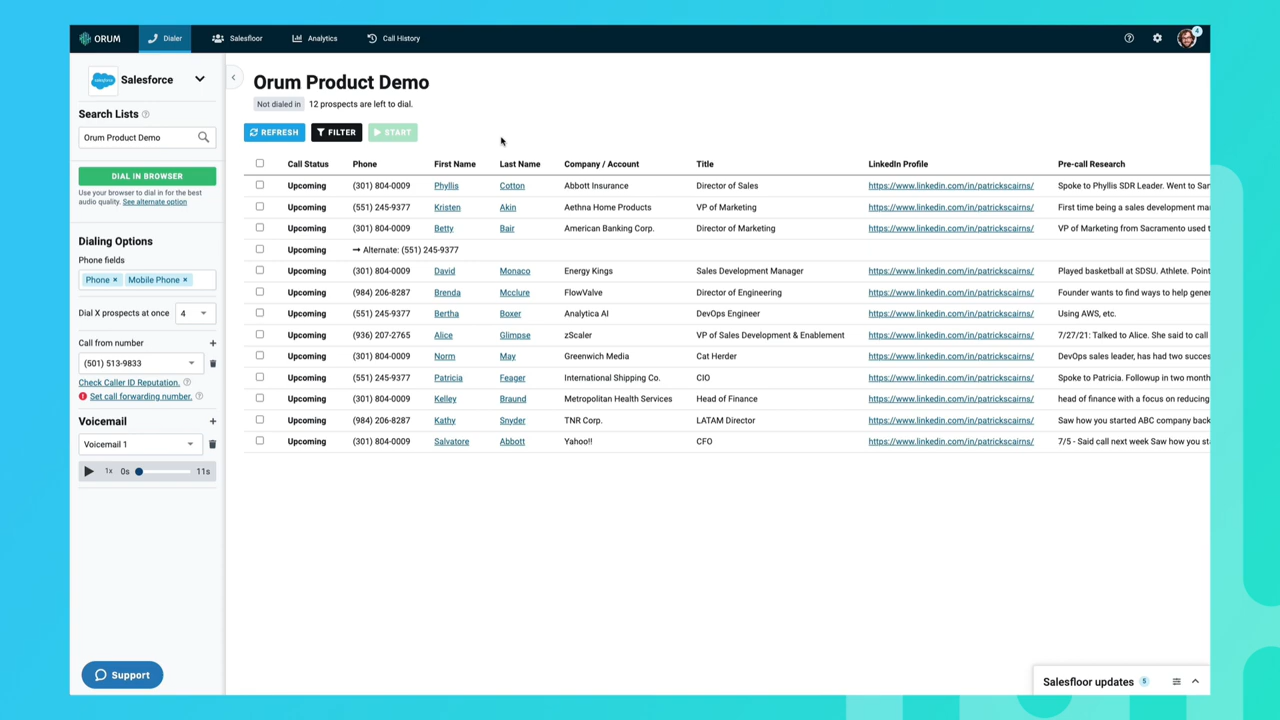 ORUM
Dialer
Salesfloor
Analytics
Call History
4
salesforce
Salesforce
Search Lists
Orum Product Demo
DIAL IN BROWSER
Use your browser to dial in for the best
audio quality. See alternate option
Dialing Options
Phone fields
Phone × Mobile Phone ×
Dial X prospects at once 4
Call from number +
(501) 513-9833
Check Caller ID Reputation.
Set call forwarding number.
Voicemail +
Voicemail 1
1x 0s 11s
Support
Orum Product Demo
Not dialed in 12 prospects are left to dial.
REFRESH FILTER START
Call Status Phone First Name Last Name Company / Account Title LinkedIn Profile Pre-call Research
Upcoming (301) 804-0009 Phyllis Cotton Abbott Insurance Director of Sales https://www.linkedin.com/in/patrickscairns/ Spoke to Phyllis SDR Leader. Went to San
Upcoming (551) 245-9377 Kristen Akin Aethna Home Products VP of Marketing https://www.linkedin.com/in/patrickscairns/ First time being a sales development ma
Upcoming (301) 804-0009 Betty Bair American Banking Corp. Director of Marketing https://www.linkedin.com/in/patrickscairns/ VP of Marketing from Sacramento used t
Upcoming → Alternate: (551) 245-9377
Upcoming (301) 804-0009 David Monaco Energy Kings Sales Development Manager https://www.linkedin.com/in/patrickscairns/ Played basketball at SDSU. Athlete. Point
Upcoming (984) 206-8287 Brenda Mcclure FlowValve Director of Engineering https://www.linkedin.com/in/patrickscairns/ Founder wants to find ways to help gener
Upcoming (551) 245-9377 Bertha Boxer Analytica AI DevOps Engineer https://www.linkedin.com/in/patrickscairns/ Using AWS, etc.
Upcoming (936) 207-2765 Alice Glimpse zScaler VP of Sales Development & Enablement https://www.linkedin.com/in/patrickscairns/ 7/27/21: Talked to Alice. She said to call
Upcoming (301) 804-0009 Norm May Greenwich Media Cat Herder https://www.linkedin.com/in/patrickscairns/ DevOps sales leader, has had two succes
Upcoming (551) 245-9377 Patricia Feager International Shipping Co. CIO https://www.linkedin.com/in/patrickscairns/ Spoke to Patricia. Followup in two month
Upcoming (301) 804-0009 Kelley Braund Metropolitan Health Services Head of Finance https://www.linkedin.com/in/patrickscairns/ head of finance with a focus on reducing
Upcoming (984) 206-8287 Kathy Snyder TNR Corp. LATAM Director https://www.linkedin.com/in/patrickscairns/ Saw how you started ABC company back
Upcoming (301) 804-0009 Salvatore Abbott Yahoo!! CFO https://www.linkedin.com/in/patrickscairns/ 7/5 - Said call next week Saw how you st
Salesfloor updates 5